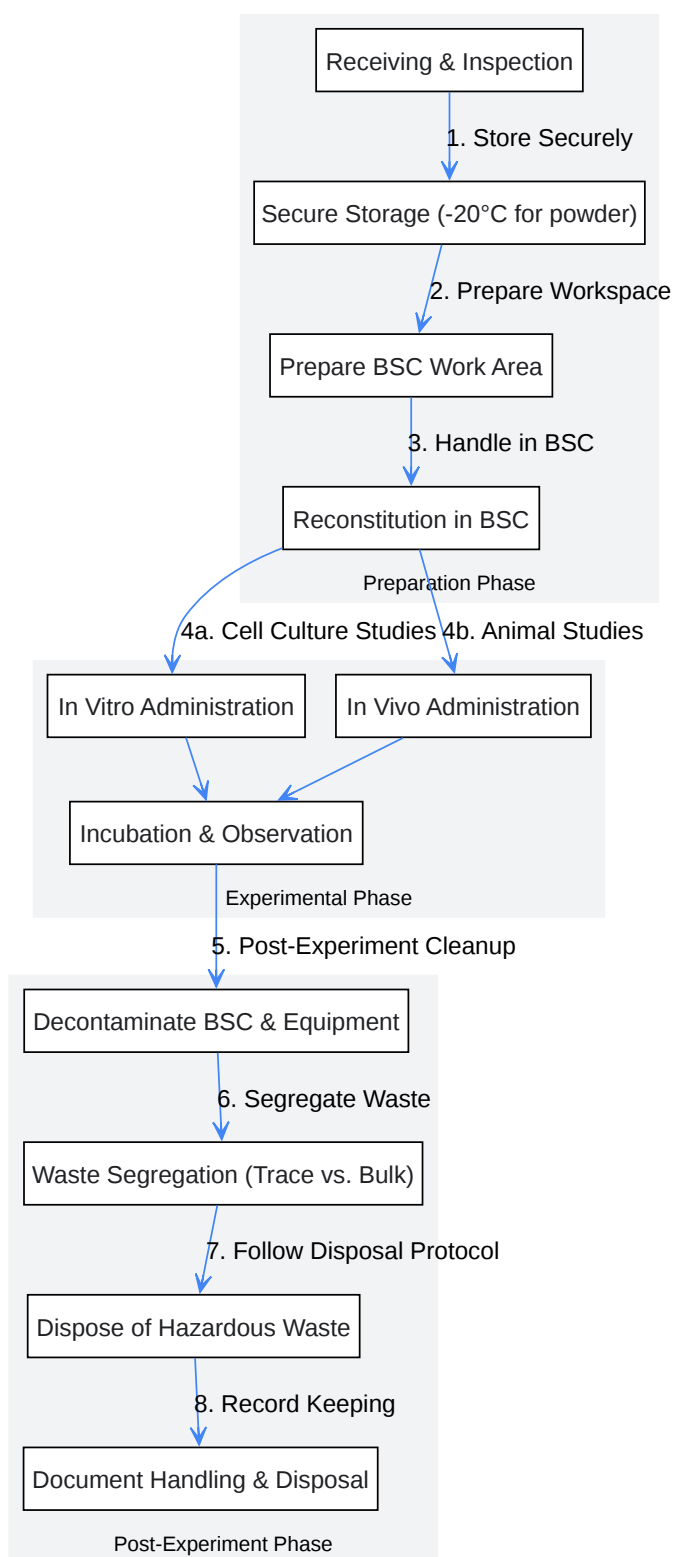 Receiving & Inspection
1. Store Securely
Secure Storage (-20°C for powder)
2. Prepare Workspace
Prepare BSC Work Area
3. Handle in BSC
Reconstitution in BSC
Preparation Phase
4a. Cell Culture Studies
4b. Animal Studies
In Vitro Administration
In Vivo Administration
Incubation & Observation
Experimental Phase
5. Post-Experiment Cleanup
Decontaminate BSC & Equipment
6. Segregate Waste
Waste Segregation (Trace vs. Bulk)
7. Follow Disposal Protocol
Dispose of Hazardous Waste
8. Record Keeping
Document Handling & Disposal
Post-Experiment Phase